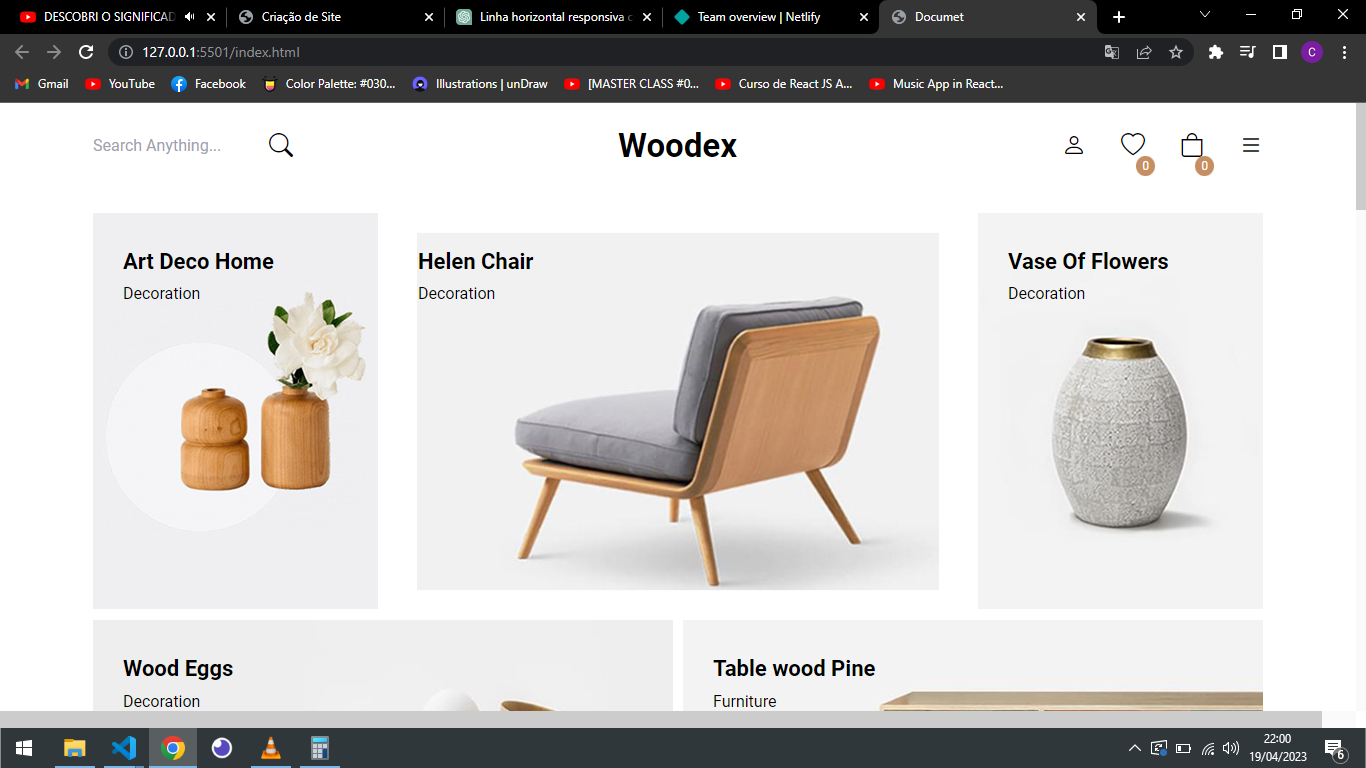 DESCOBRI O SIGNIFICAD
Criação de Site
Linha horizontal responsiva c
Team overview | Netlify
Documet
127.0.0.1:5501/index.html
C
Gmail
YouTube
Facebook
Color Palette: #030...
Illustrations | unDraw
[MASTER CLASS #0...
Curso de React JS A...
Music App in React...
Search Anything...
Woodex
0
0
Art Deco Home
Decoration
Helen Chair
Decoration
Vase Of Flowers
Decoration
Wood Eggs
Decoration
Table wood Pine
Furniture
22:00
19/04/2023
6